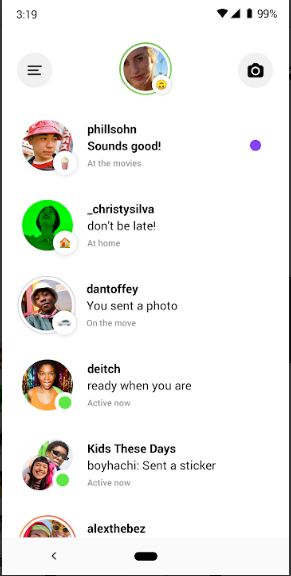 3:19
99%
phillsohn
Sounds good!
At the movies
_christysilva
don't be late!
At home
dantoffey
You sent a photo
On the move
deitch
ready when you are
Active now
Kids These Days
boyhachi: Sent a sticker
Active now
alexthebez